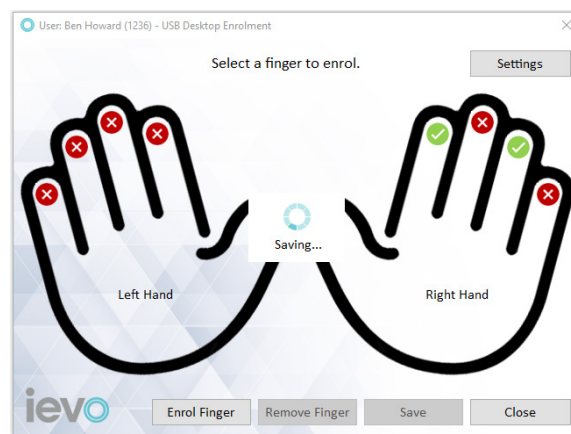 User: Ben Howard (1236) - USB Desktop Enrolment
Select a finger to enrol.
Settings
Saving...
Left Hand
Right Hand
ievo
Enrol Finger
Remove Finger
Save
Close